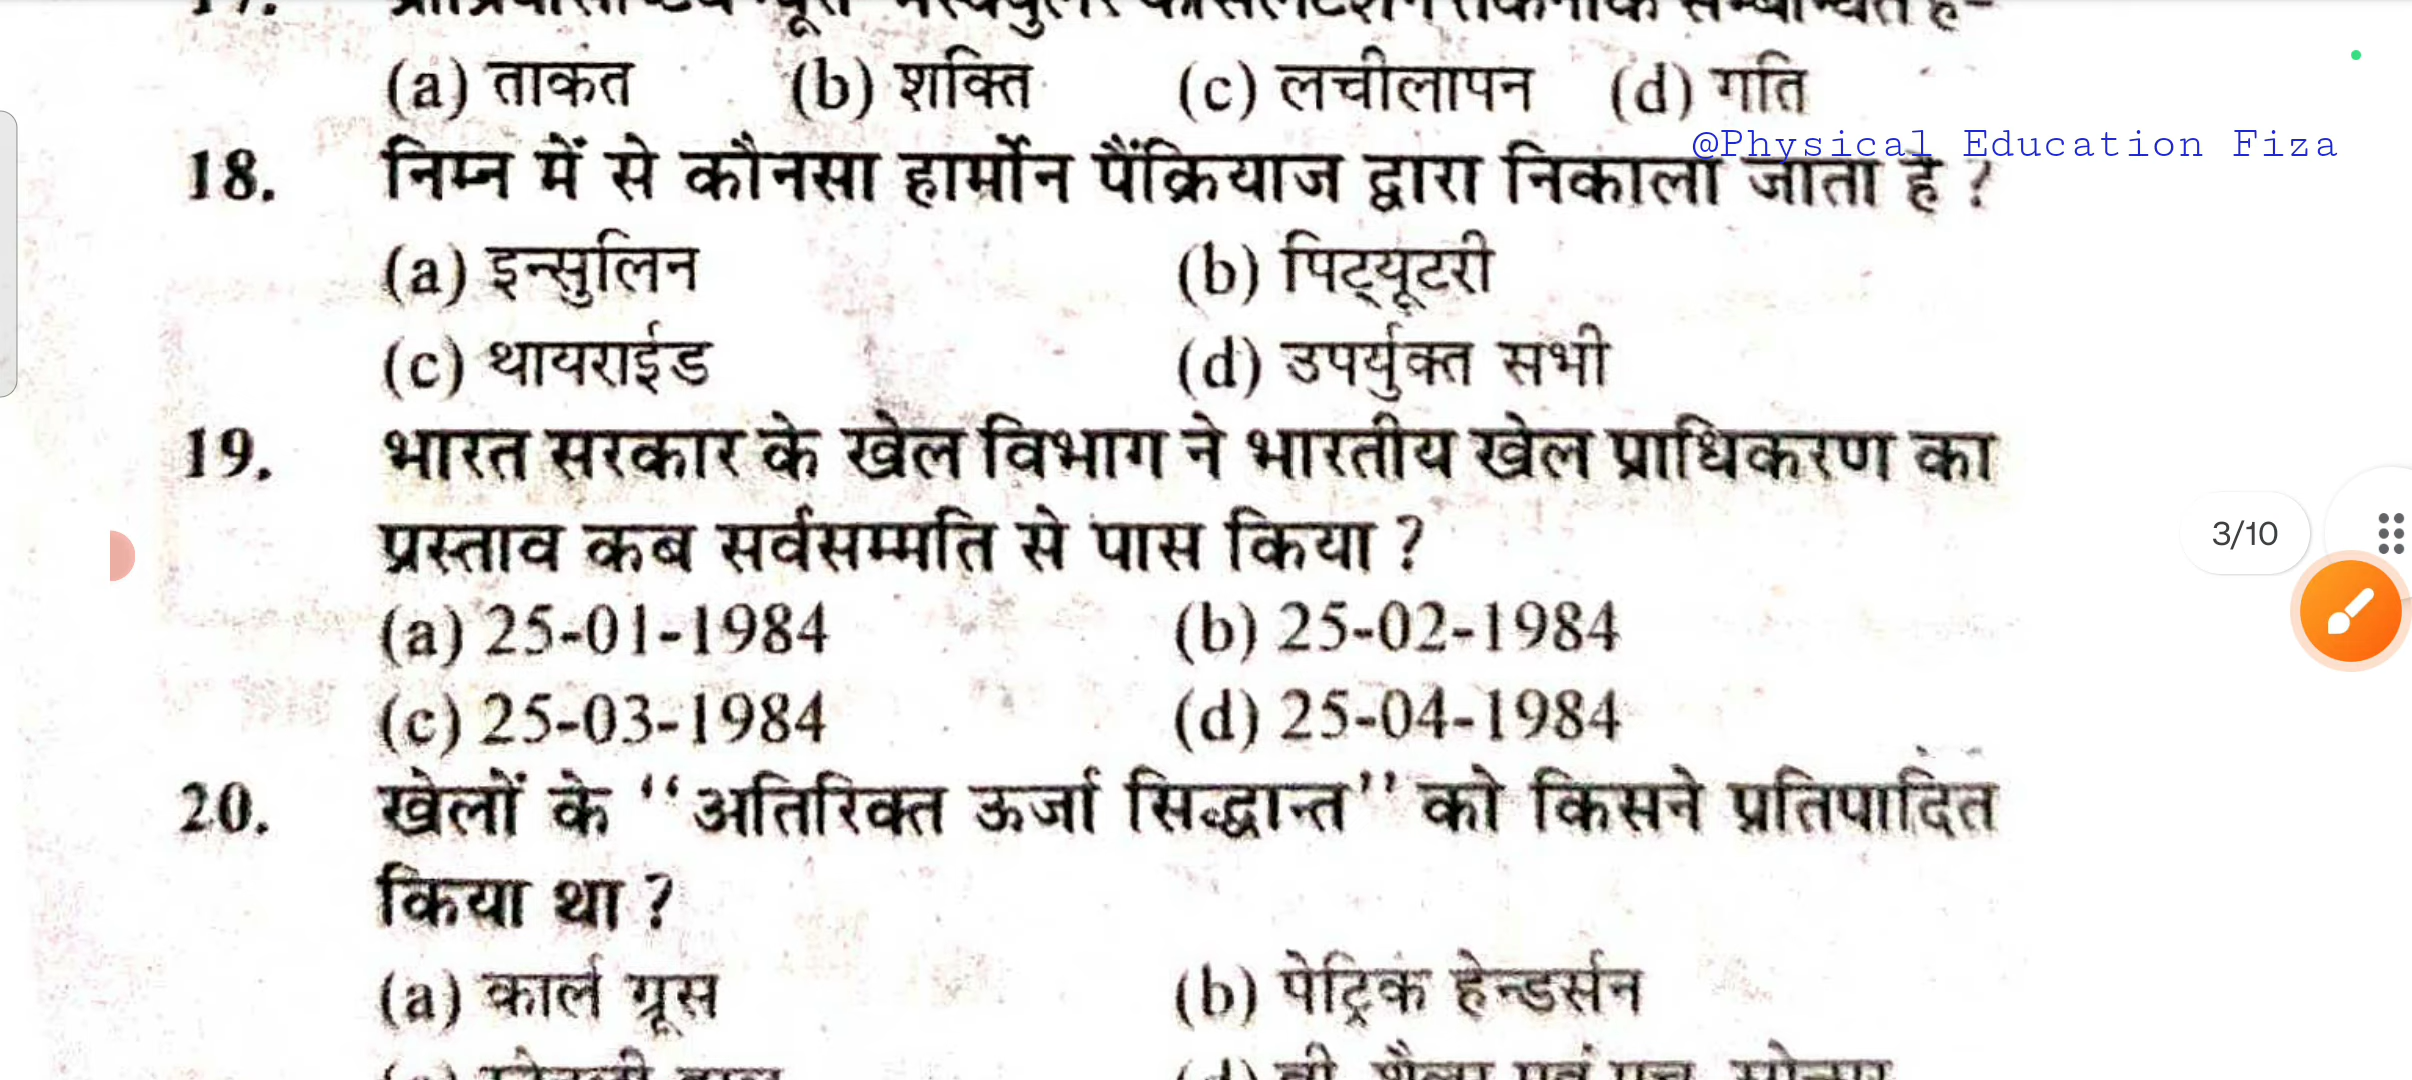 (a) ताकत (b) शक्ति (c) लचीलापन (d) गति
@Physical Education Fiza
18. निम्न में से कौनसा हार्मोन पैंक्रियाज द्वारा निकाला जाता है ?
(a) इन्सुलिन (b) पिट्यूटरी
(c) थायराईड (d) उपर्युक्त सभी
19. भारत सरकार के खेल विभाग ने भारतीय खेल प्राधिकरण का
प्रस्ताव कब सर्वसम्मति से पास किया ?
3/10
(a) 25-01-1984 (b) 25-02-1984
(c) 25-03-1984 (d) 25-04-1984
20. खेलों के ‘‘अतिरिक्त ऊर्जा सिद्धान्त’’ को किसने प्रतिपादित
किया था ?
(a) कार्ल ग्रूस (b) पेट्रिक हेन्डर्सन